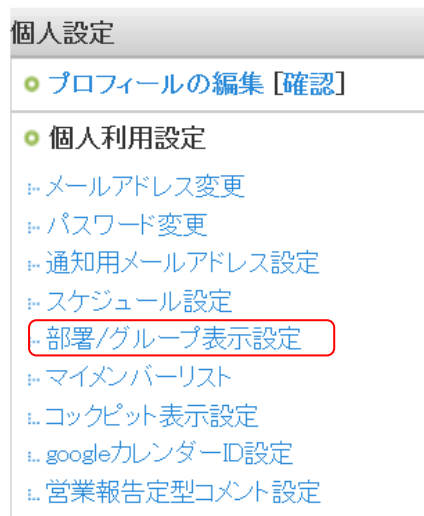 個人設定
プロフィールの編集 [確認]
個人利用設定
メールアドレス変更
パスワード変更
通知用メールアドレス設定
スケジュール設定
部署/グループ表示設定
マイメンバーリスト
コックピット表示設定
googleカレンダーID設定
営業報告定型コメント設定